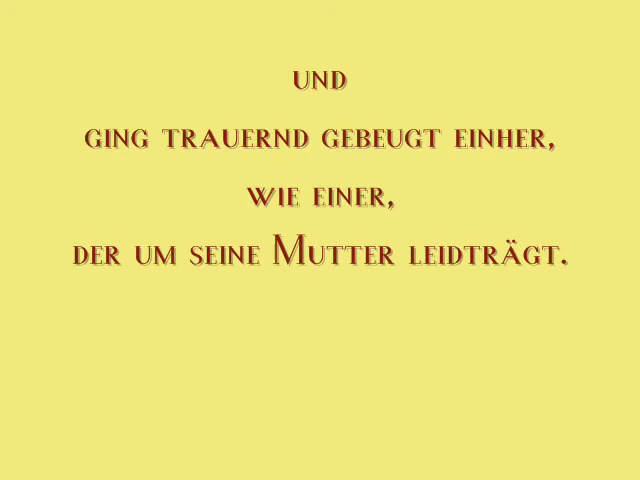 und
ging trauernd gebeugt einher,
wie einer,
der um seine Mutter leidträgt.